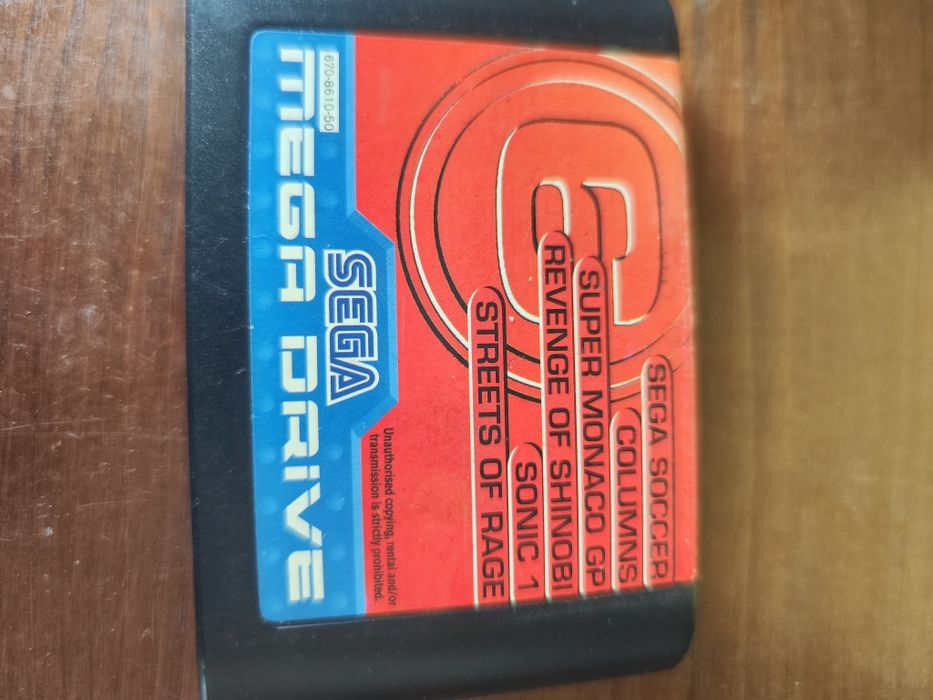 SEGA SOCCER
COLUMNS
SUPER MONACO GP
REVENGE OF SHINOBI
SONIC 1
STREETS OF RAGE
6
Unauthorised copying, rental and/or
transmission is strictly prohibited.
SEGA
670-8610-50
MEGA DRIVE